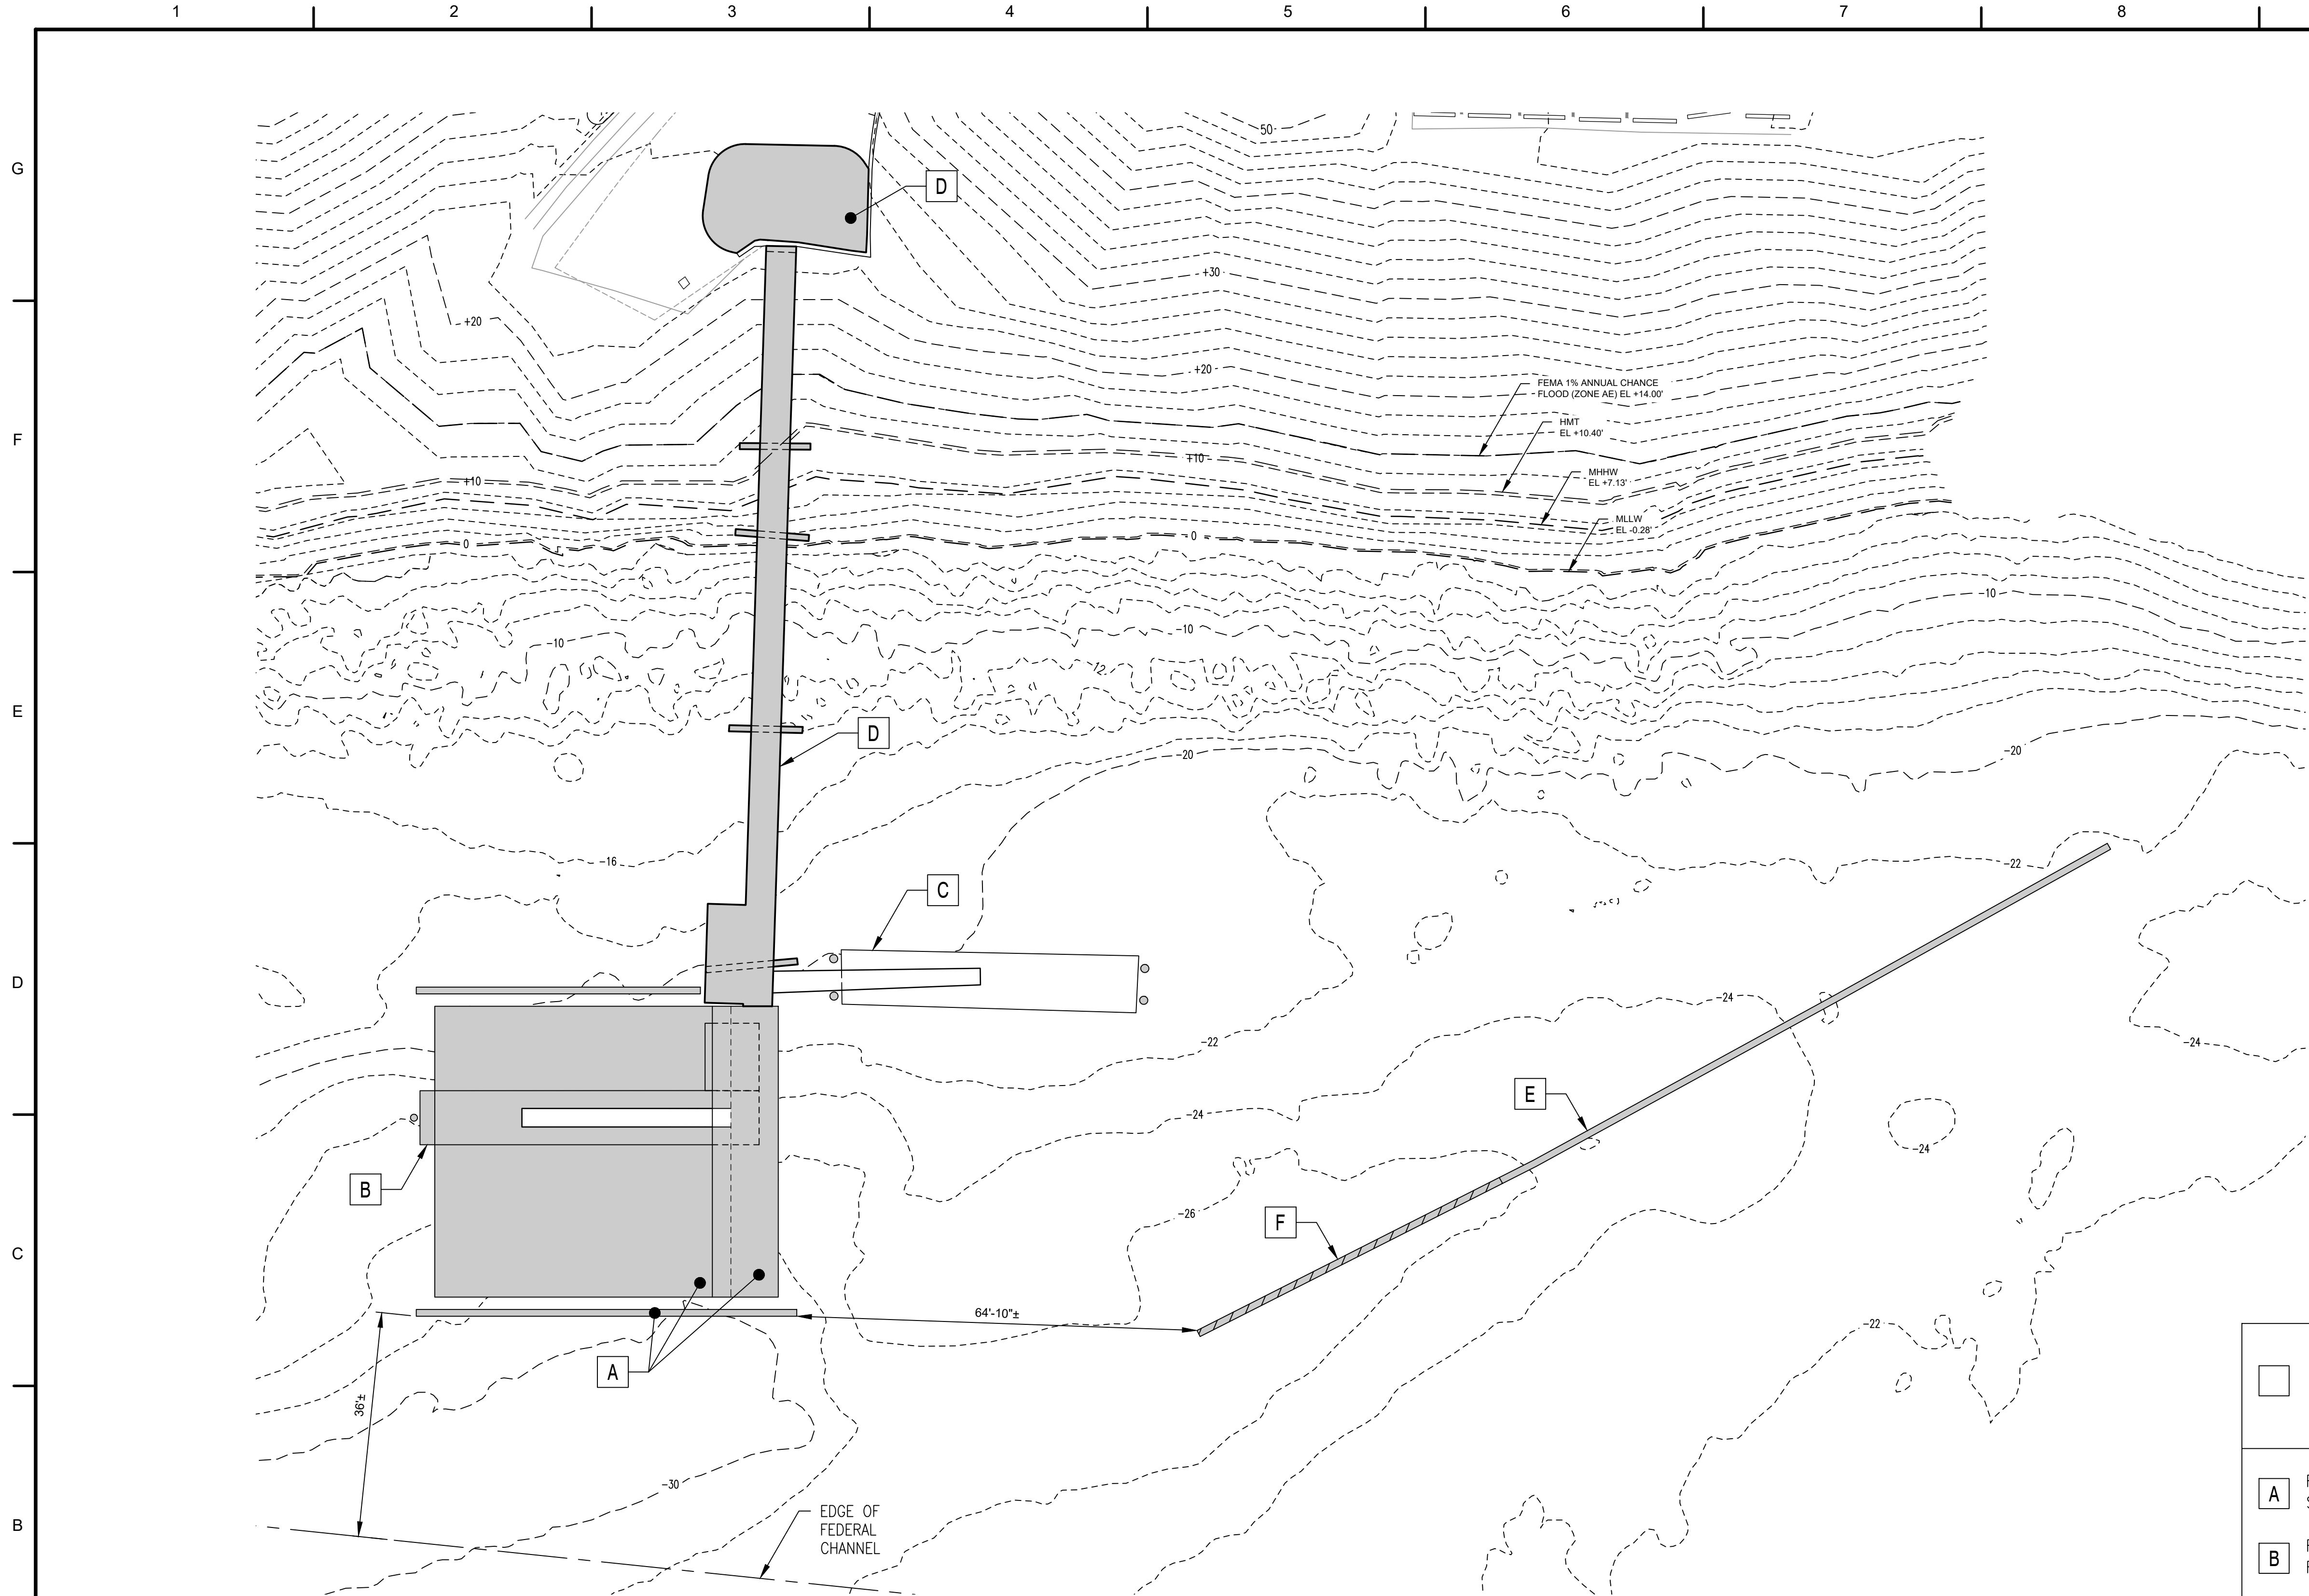 1 2 3 4 5 6 7 8
G
F
E
D
C
B
50
D
+30
+20
+20
FEMA 1% ANNUAL CHANCE
FLOOD (ZONE AE) EL +14.00'
HMT
EL +10.40'
+10
+10
MHHW
EL +7.13'
MLLW
EL -0.28'
0
0
-10
-10
-10
-12
D
-20
-20
-16
-22
C
-24
-22
-24
E
-24
-24
B
-26
F
64'-10"±
-22
A
36'±
-30
EDGE OF
FEDERAL
CHANNEL
A
B